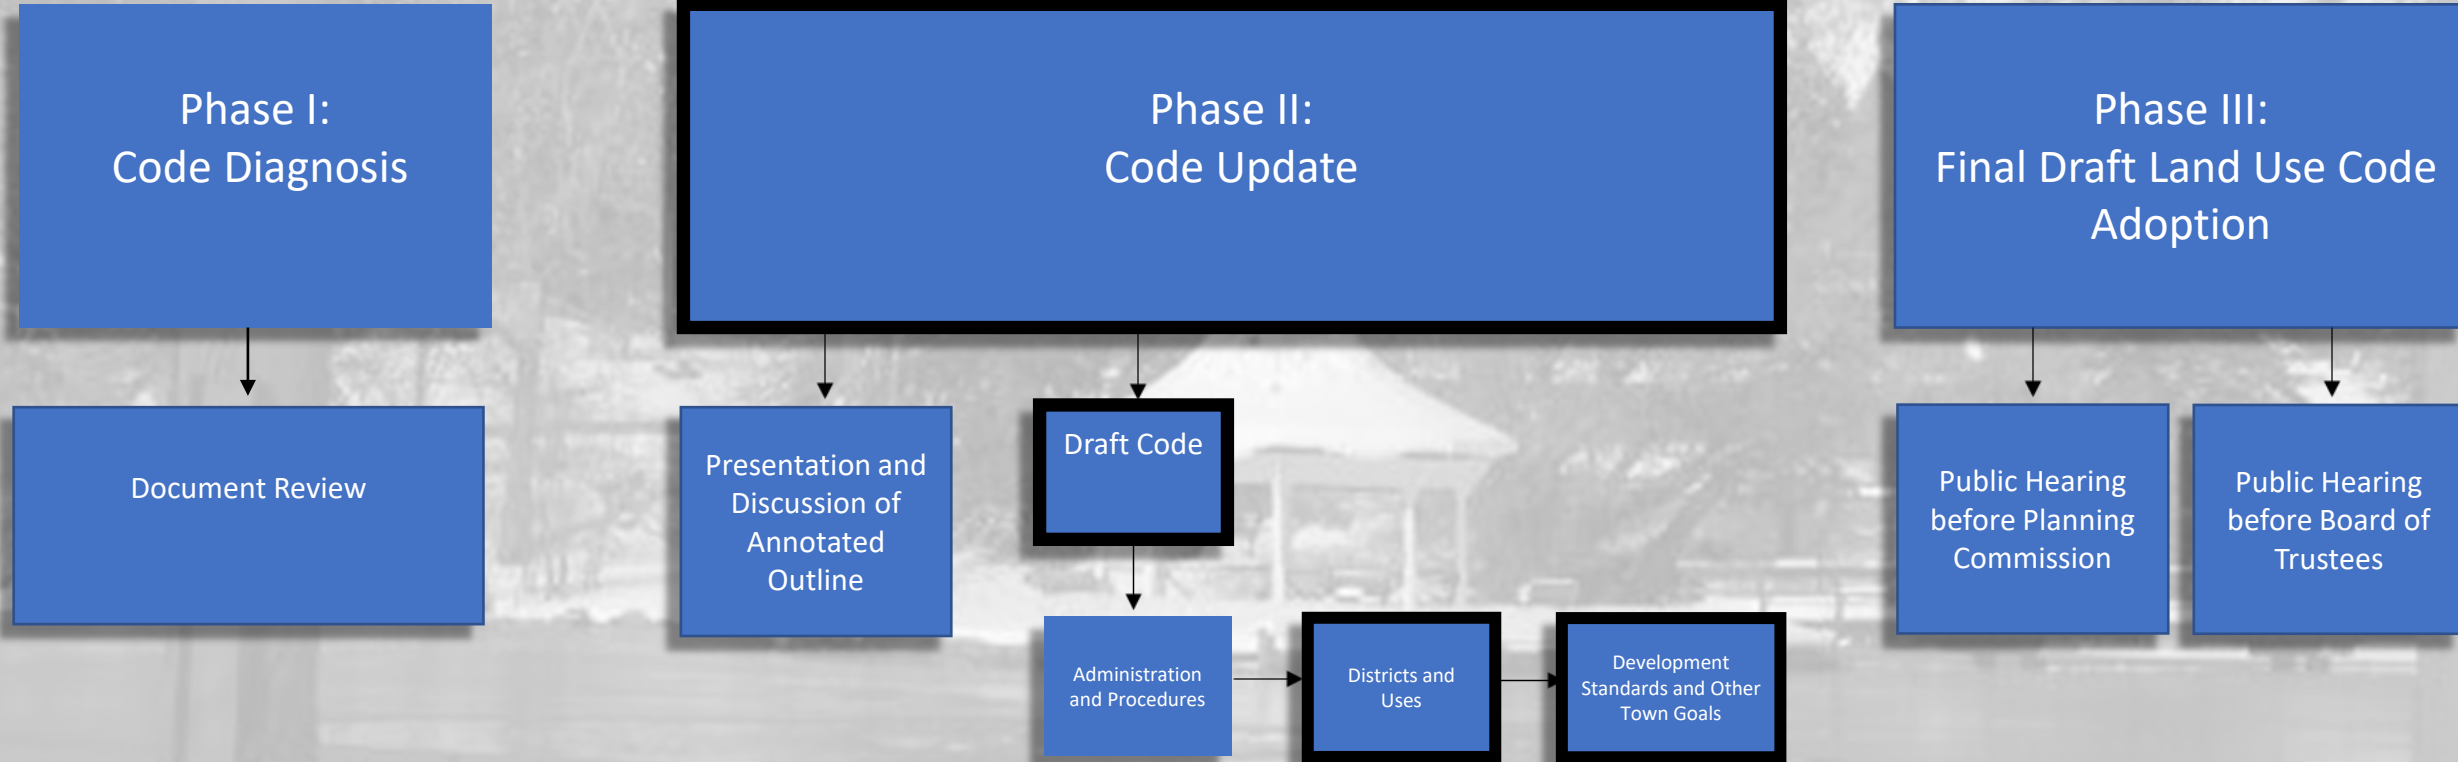 Phase I:
Code Diagnosis
Phase II:
Code Update
Phase III:
Final Draft Land Use Code
Adoption
Document Review
Presentation and
Discussion of
Annotated
Outline
Draft Code
Public Hearing
before Planning
Commission
Public Hearing
before Board of
Trustees
Administration
and Procedures
Districts and
Uses
Development
Standards and Other
Town Goals